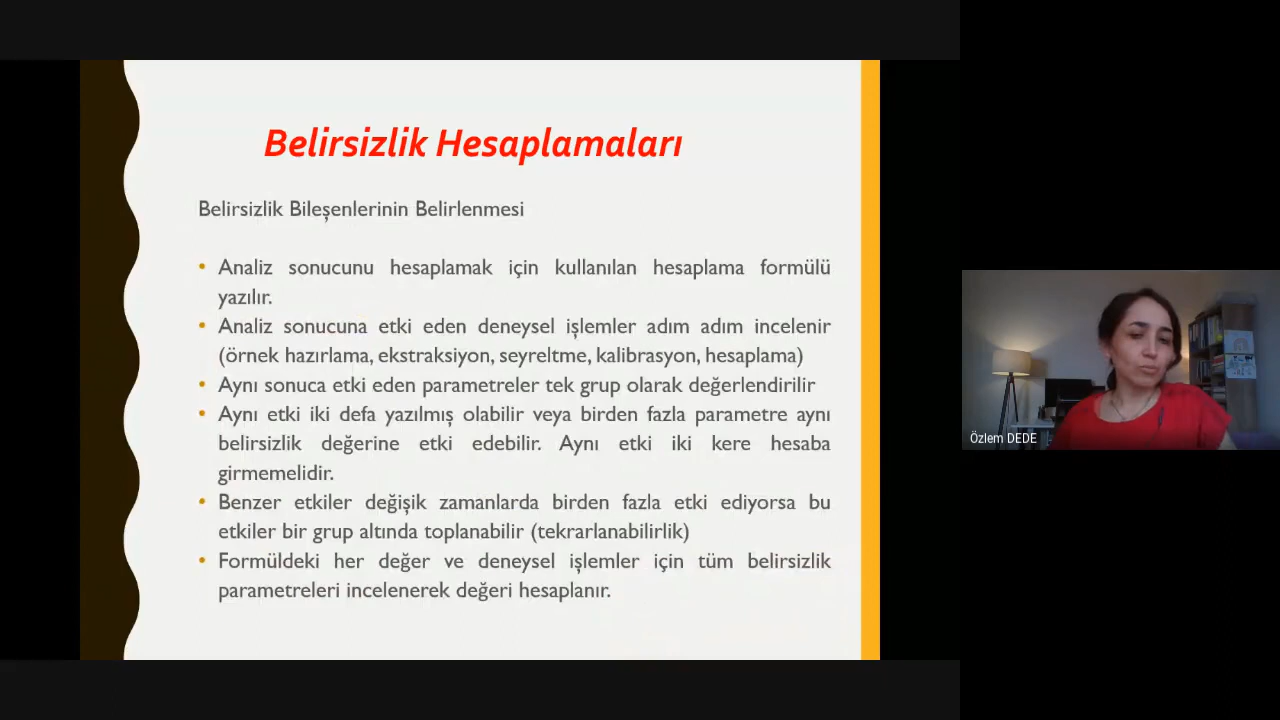 Belirsizlik Hesaplamaları
Belirsizlik Bileşenlerinin Belirlenmesi
• Analiz sonucunu hesaplamak için kullanılan hesaplama formülü
yazılır.
• Analiz sonucuna etki eden deneysel işlemler adım adım incelenir
(örnek hazırlama, ekstraksiyon, seyreltme, kalibrasyon, hesaplama)
• Aynı sonuca etki eden parametreler tek grup olarak değerlendirilir
• Aynı etki iki defa yazılmış olabilir veya birden fazla parametre aynı
belirsizlik değerine etki edebilir. Aynı etki iki kere hesaba
girmemelidir.
• Benzer etkiler değişik zamanlarda birden fazla etki ediyorsa bu
etkiler bir grup altında toplanabilir (tekrarlanabilirlik)
• Formüldeki her değer ve deneysel işlemler için tüm belirsizlik
parametreleri incelenerek değeri hesaplanır.
Özlem DEDE